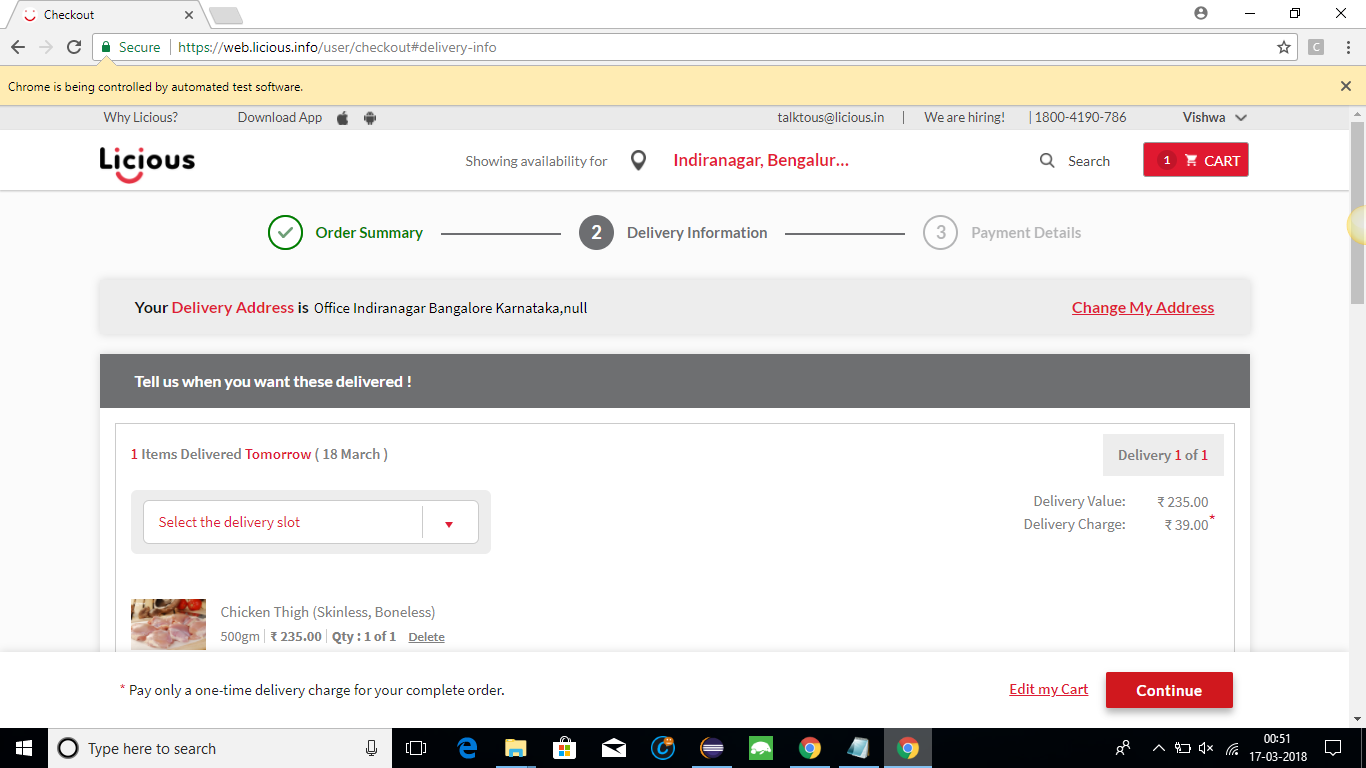 Checkout
Secure https://web.licious.info/user/checkout#delivery-info
C
Chrome is being controlled by automated test software.
Why Licious? Download App talktous@licious.in | We are hiring! | 1800-4190-786 Vishwa
Licious Showing availability for Indiranagar, Bengalur... Search 1 CART
Order Summary 2 Delivery Information 3 Payment Details
Your Delivery Address is Office Indiranagar Bangalore Karnataka,null Change My Address
Tell us when you want these delivered !
1 Items Delivered Tomorrow ( 18 March ) Delivery 1 of 1
Select the delivery slot
Delivery Value: ₹ 235.00
Delivery Charge: ₹ 39.00*
Chicken Thigh (Skinless, Boneless)
500gm | ₹ 235.00 | Qty : 1 of 1 Delete
* Pay only a one-time delivery charge for your complete order. Edit my Cart Continue
Type here to search
00:51
17-03-2018